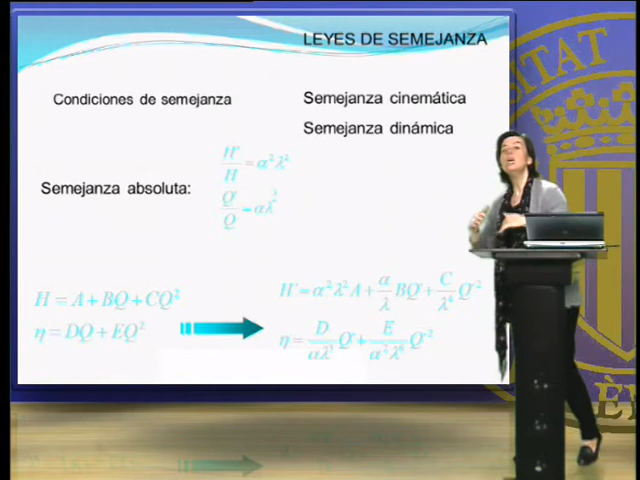 LEYES DE SEMEJANZA
Condiciones de semejanza
Semejanza cinemática
Semejanza dinámica
H'/H = α²λ²
Semejanza absoluta:
Q'/Q = αλ³
H = A + BQ + CQ²
η = DQ + EQ²
H' = α²λ²A + α/λ BQ' + C/λ⁴ Q'²
η = D/αλ³ Q' + E/α²λ⁶ Q'²